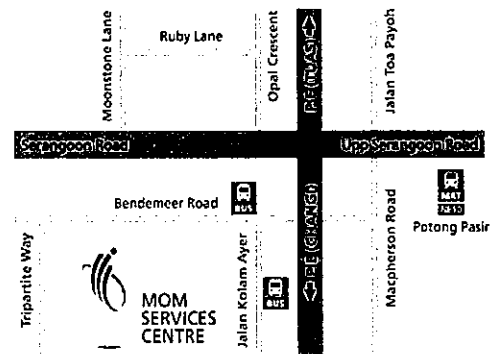 Moonstone Lane
Ruby Lane
Opal Crescent
PIE (TUAS)
Jalan Toa Payoh
Serangoon Road
Upp Serangoon Road
Bendemeer Road
BUS
MRT
Potong Pasir
Tripartite Way
MOM
SERVICES
CENTRE
Jalan Kolam Ayer
BUS
PIE (CHANGI)
Macpherson Road